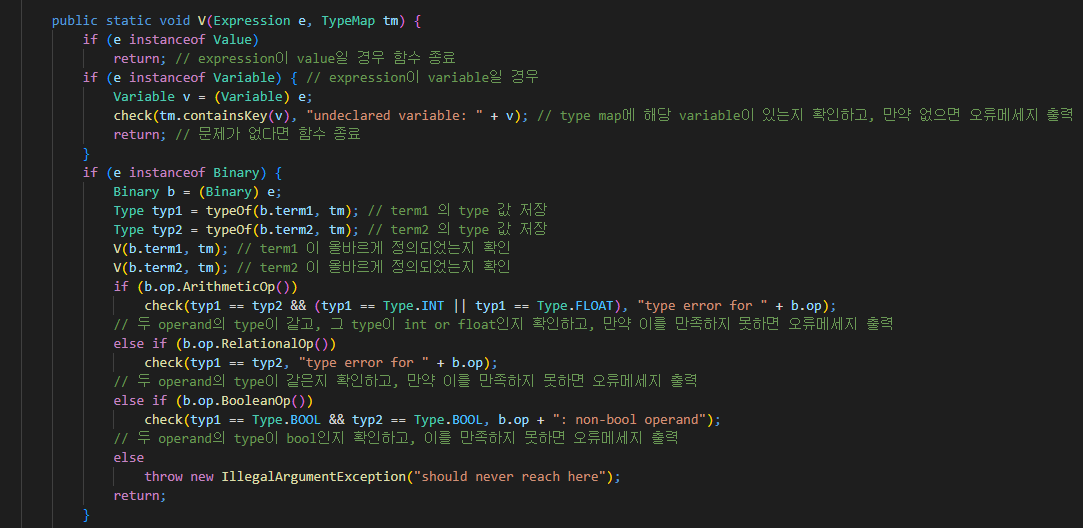 public static void V(Expression e, TypeMap tm) {
if (e instanceof Value)
return; // expression이 value일 경우 함수 종료
if (e instanceof Variable) { // expression이 variable일 경우
Variable v = (Variable) e;
check(tm.containsKey(v), "undeclared variable: " + v); // type map에 해당 variable이 있는지 확인하고, 만약 없으면 오류메세지 출력
return; // 문제가 없다면 함수 종료
}
if (e instanceof Binary) {
Binary b = (Binary) e;
Type typ1 = typeOf(b.term1, tm); // term1 의 type 값 저장
Type typ2 = typeOf(b.term2, tm); // term2 의 type 값 저장
V(b.term1, tm); // term1 이 올바르게 정의되었는지 확인
V(b.term2, tm); // term2 이 올바르게 정의되었는지 확인
if (b.op.ArithmeticOp())
check(typ1 == typ2 && (typ1 == Type.INT || typ1 == Type.FLOAT), "type error for " + b.op);
// 두 operand의 type이 같고, 그 type이 int or float인지 확인하고, 만약 이를 만족하지 못하면 오류메세지 출력
else if (b.op.RelationalOp())
check(typ1 == typ2, "type error for " + b.op);
// 두 operand의 type이 같은지 확인하고, 만약 이를 만족하지 못하면 오류메세지 출력
else if (b.op.BooleanOp())
check(typ1 == Type.BOOL && typ2 == Type.BOOL, b.op + ": non-bool operand");
// 두 operand의 type이 bool인지 확인하고, 이를 만족하지 못하면 오류메세지 출력
else
throw new IllegalArgumentException("should never reach here");
return;
}